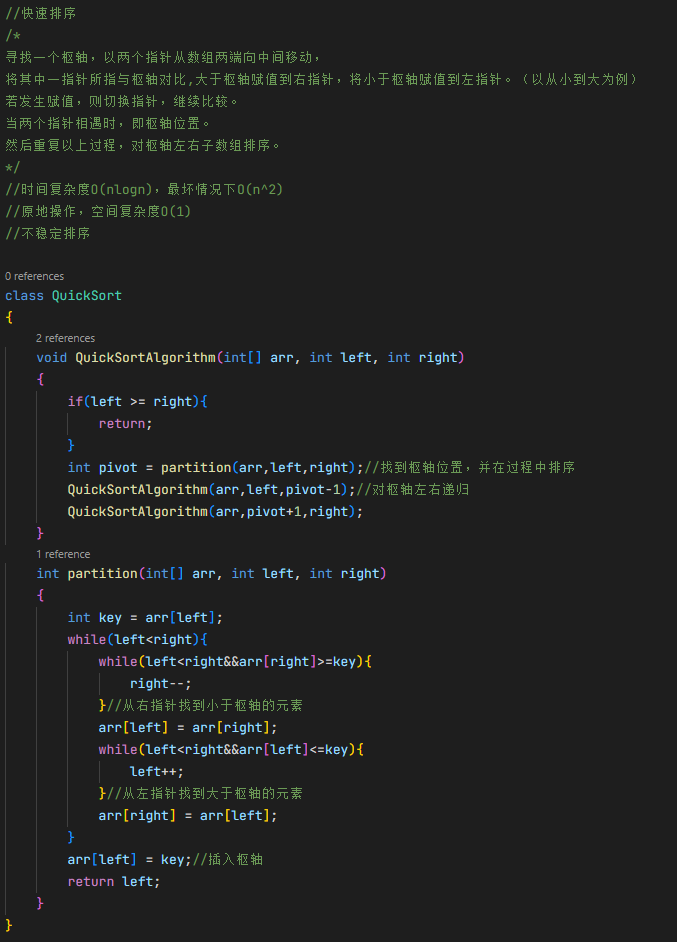 //快速排序
/*
寻找一个枢轴，以两个指针从数组两端向中间移动，
将其中一指针所指与枢轴对比,大于枢轴赋值到右指针，将小于枢轴赋值到左指针。（以从小到大为例）
若发生赋值，则切换指针，继续比较。
当两个指针相遇时，即枢轴位置。
然后重复以上过程，对枢轴左右子数组排序。
*/
//时间复杂度O(nlogn)，最坏情况下O(n^2)
//原地操作，空间复杂度O(1)
//不稳定排序
0 references
class QuickSort
{
2 references
void QuickSortAlgorithm(int[] arr, int left, int right)
{
if(left >= right){
return;
}
int pivot = partition(arr,left,right);//找到枢轴位置，并在过程中排序
QuickSortAlgorithm(arr,left,pivot-1);//对枢轴左右递归
QuickSortAlgorithm(arr,pivot+1,right);
}
1 reference
int partition(int[] arr, int left, int right)
{
int key = arr[left];
while(left<right){
while(left<right&&arr[right]>=key){
right--;
}//从右指针找到小于枢轴的元素
arr[left] = arr[right];
while(left<right&&arr[left]<=key){
left++;
}//从左指针找到大于枢轴的元素
arr[right] = arr[left];
}
arr[left] = key;//插入枢轴
return left;
}
}